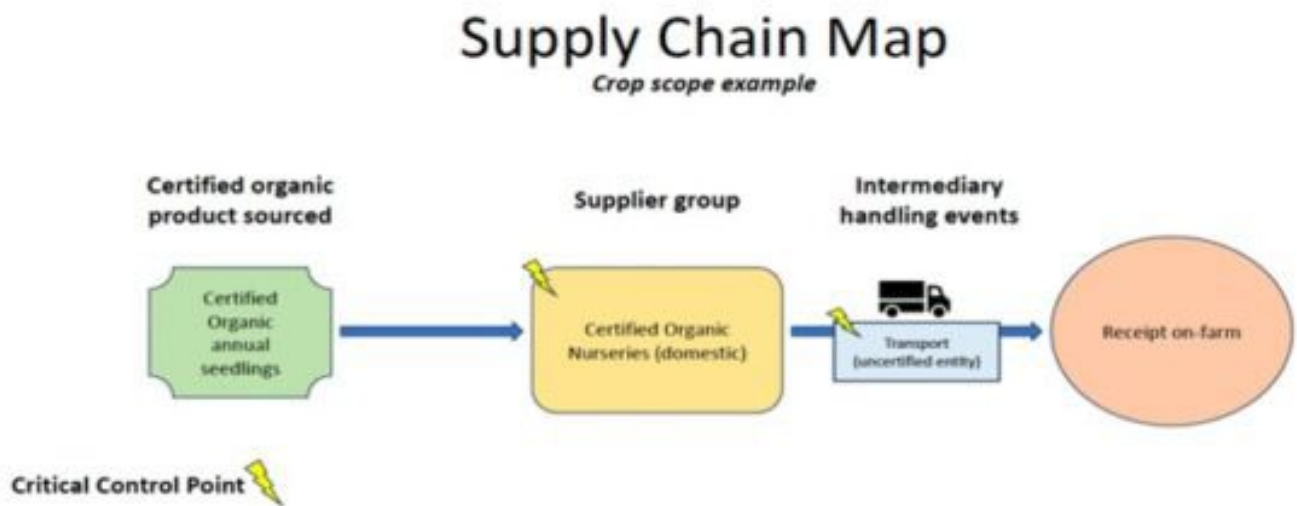 Supply Chain Map
Crop scope example
Certified organic
product sourced
Supplier group
Intermediary
handling events
Certified
Organic
annual
seedlings
Certified Organic
Nurseries (domestic)
Transport
(uncertified entity)
Receipt on-farm
Critical Control Point